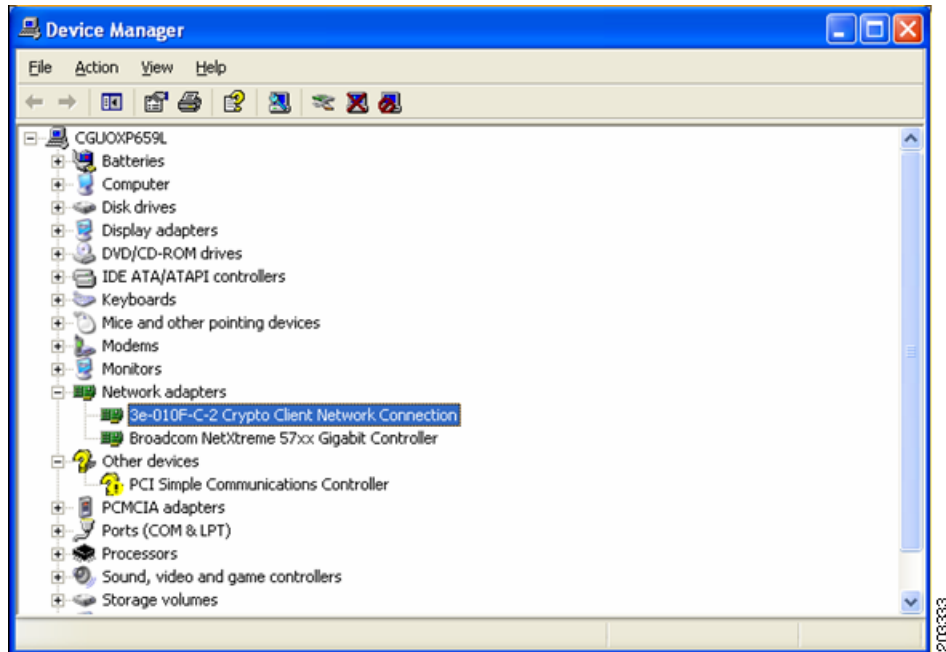 Device Manager
File Action View Help
CGUOXP659L
Batteries
Computer
Disk drives
Display adapters
DVD/CD-ROM drives
IDE ATA/ATAPI controllers
Keyboards
Mice and other pointing devices
Modems
Monitors
Network adapters
3e-010F-C-2 Crypto Client Network Connection
Broadcom NetXtreme 57xx Gigabit Controller
Other devices
PCI Simple Communications Controller
PCMCIA adapters
Ports (COM & LPT)
Processors
Sound, video and game controllers
Storage volumes
203333